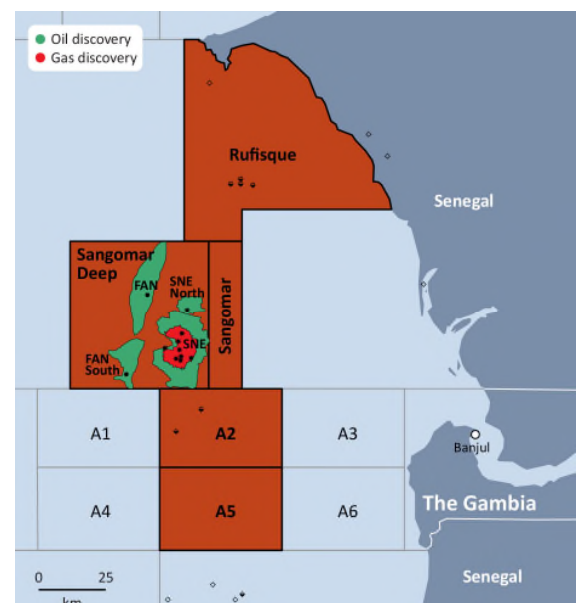 Oil discovery
Gas discovery
Rufisque
Senegal
Sangomar
Deep
FAN
SNE
North
Sangomar
SNE
FAN
South
A1
A2
A3
Banjul
A4
A5
A6
The Gambia
0 25
km
Senegal